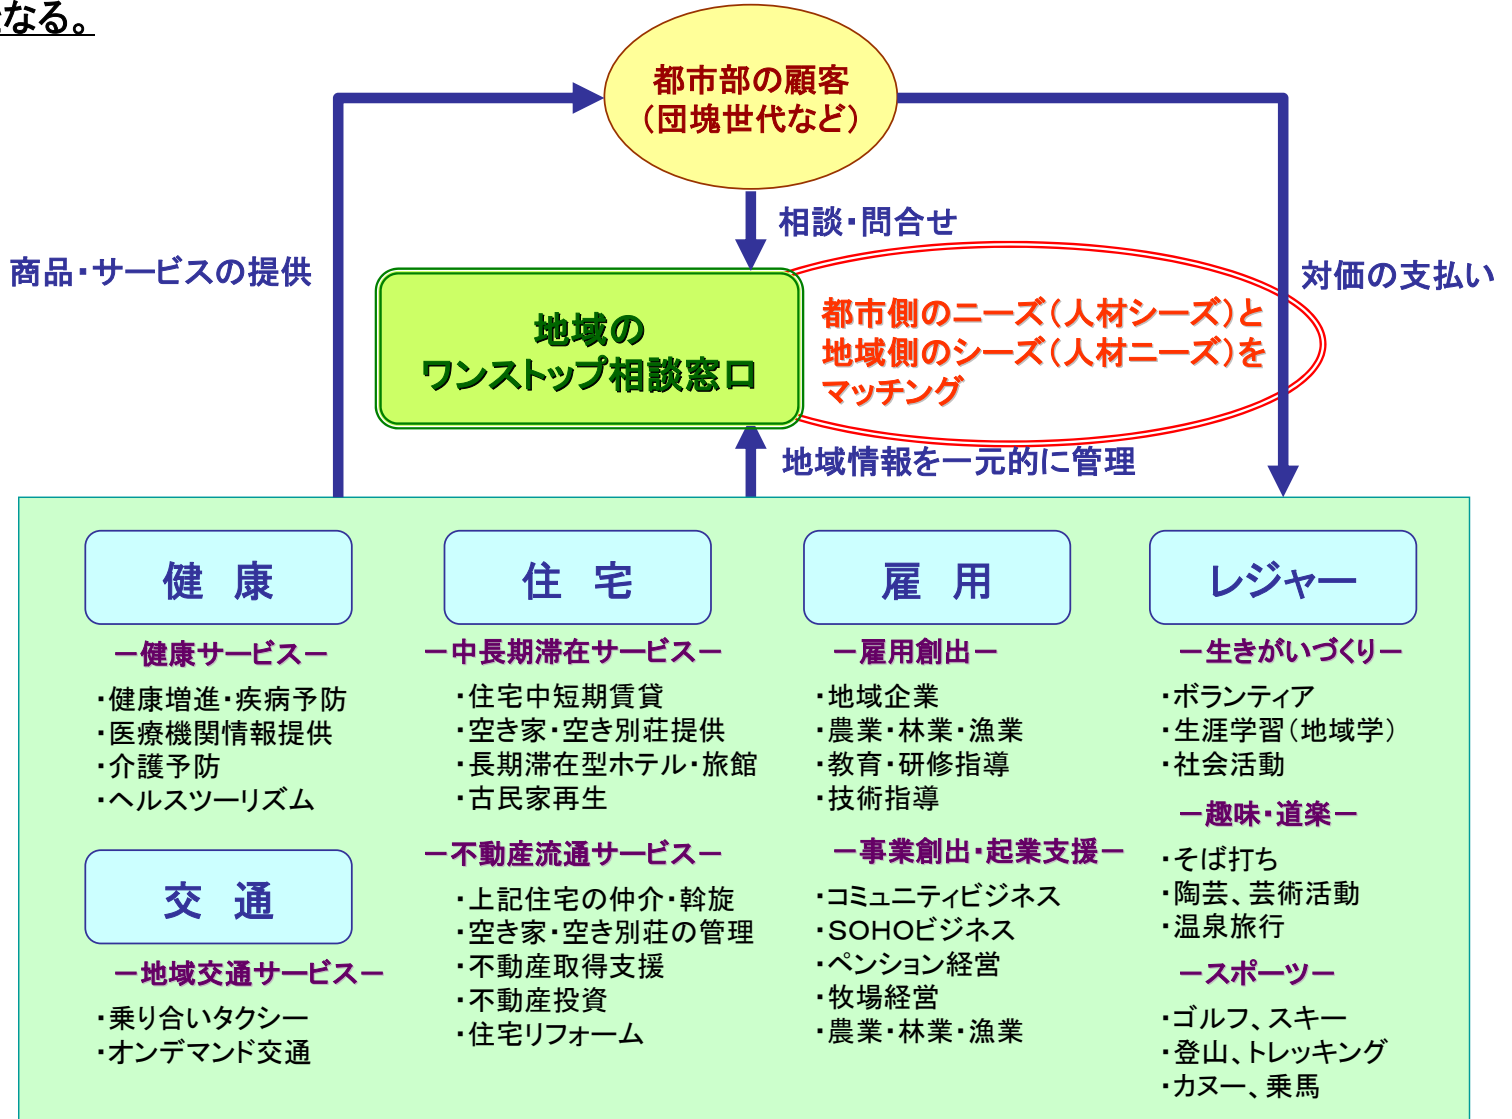 なる。
都市部の顧客
（団塊世代など）
相談・問合せ
商品・サービスの提供
対価の支払い
地域の
ワンストップ相談窓口
都市側のニーズ（人材シーズ）と
地域側のシーズ（人材ニーズ）を
マッチング
地域情報を一元的に管理
健　康
－健康サービス－
・健康増進・疾病予防
・医療機関情報提供
・介護予防
・ヘルスツーリズム
交　通
－地域交通サービス－
・乗り合いタクシー
・オンデマンド交通
住　宅
－中長期滞在サービス－
・住宅中短期賃貸
・空き家・空き別荘提供
・長期滞在型ホテル・旅館
・古民家再生
－不動産流通サービス－
・上記住宅の仲介・斡旋
・空き家・空き別荘の管理
・不動産取得支援
・不動産投資
・住宅リフォーム
雇　用
－雇用創出－
・地域企業
・農業・林業・漁業
・教育・研修指導
・技術指導
－事業創出・起業支援－
・コミュニティビジネス
・SOHOビジネス
・ペンション経営
・牧場経営
・農業・林業・漁業
レジャー
－生きがいづくり－
・ボランティア
・生涯学習（地域学）
・社会活動
－趣味・道楽－
・そば打ち
・陶芸、芸術活動
・温泉旅行
－スポーツ－
・ゴルフ、スキー
・登山、トレッキング
・カヌー、乗馬